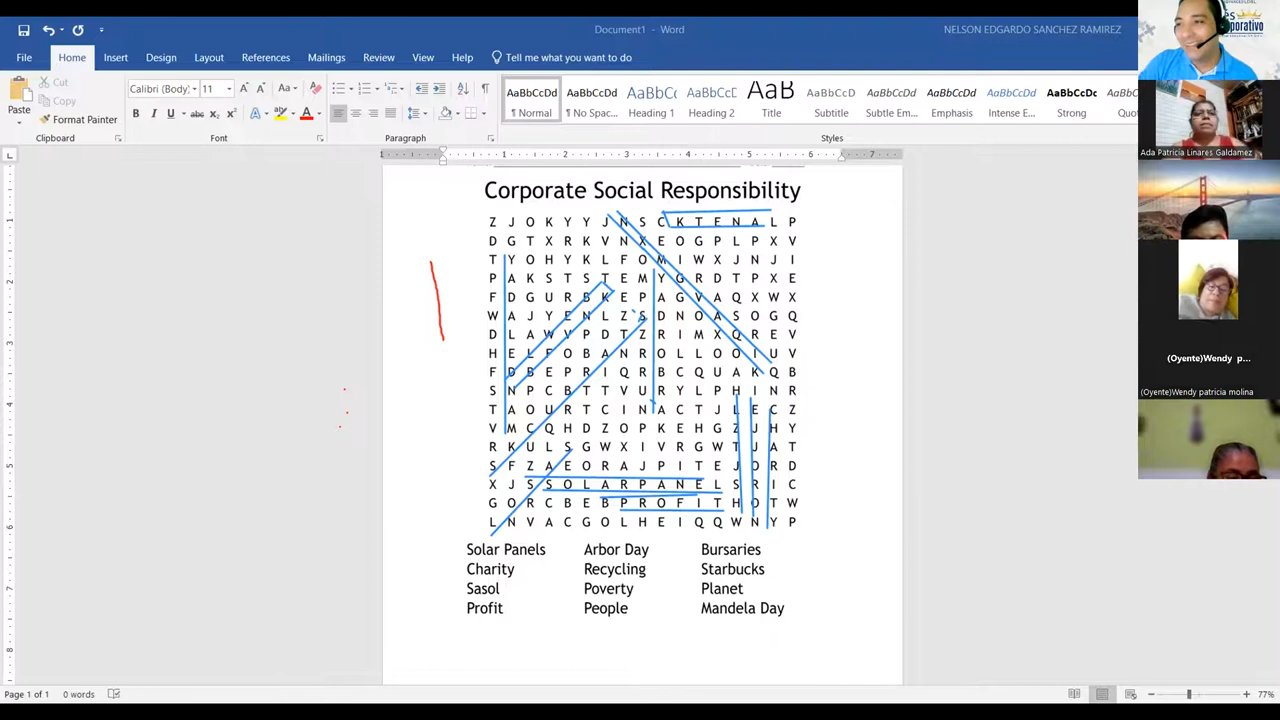 Document1 - Word
NELSON EDGARDO SANCHEZ RAMIREZ
File Home Insert Design Layout References Mailings Review View Help Tell me what you want to do
Paste
Cut
Copy
Format Painter
Calibri (Body) 11
AaBbCcDd AaBbCcDd AaBbCc AaBbCcD AaB AaBbCcD AaBbCcDd AaBbCcDd AaBbCcDd AaBbCcDc
¶ Normal ¶ No Spac... Heading 1 Heading 2 Title Subtitle Subtle Em... Emphasis Intense E... Strong
Clipboard Font Paragraph Styles
Corporate Social Responsibility
Z J O K Y Y J N S C K T E N A L P
D G T X R K V N X E O G P L P X V
T Y O H Y K L F O M I W X J N J I
P A K S T S T E M Y G R D T P X E
F D G U R B K E P A G V A Q X W X
W A J Y E N L Z S D N O A S O G Q
D L A W V P D T Z R I M X Q R E V
H E L F O B A N R O L L O O I U V
F D B E P R I Q R B C Q U A K Q B
S N P C B T T V U R Y L P H I N R
T A O U R T C I N A C T J L E C Z
V M C Q H D Z O P K E H G Z J H Y
R K U L S G W X I V R G W T U A T
S F Z A E O R A J P I T E J O R D
X J S S O L A R P A N E L S R I C
G O R C B E B P R O F I T H O T W
L N V A C G O L H E I Q Q W N Y P
Solar Panels Arbor Day Bursaries
Charity Recycling Starbucks
Sasol Poverty Planet
Profit People Mandela Day
Page 1 of 1 0 words
77%
Ada Patricia Linares Galdamez
(Oyente)Wendy p...
(Oyente)Wendy patricia molina